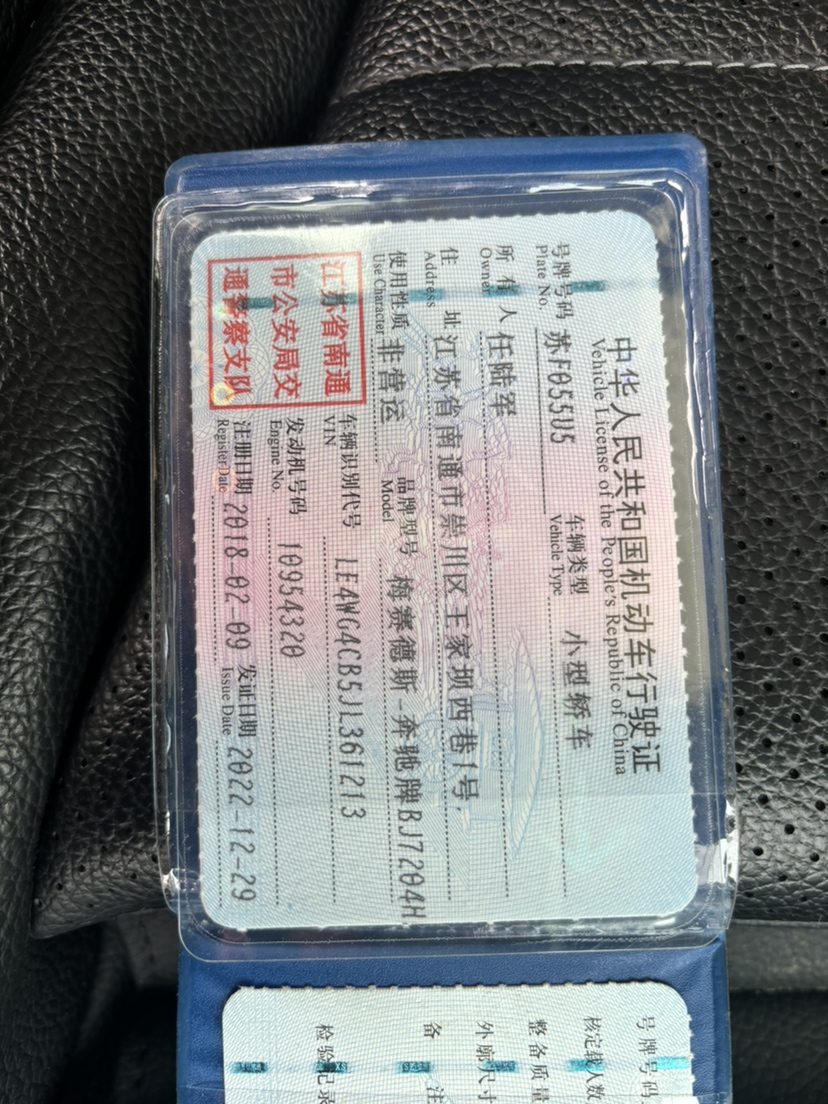 中华人民共和国机动车行驶证
Vehicle License of the People's Republic of China
号牌号码 苏F055U5 车辆类型 小型轿车
Plate No. Vehicle Type
所有人 任陆军
Owner
住址 江苏省南通市崇川区王家坝西巷1号,
Address
使用性质 非营运 品牌型号 梅赛德斯-奔驰牌BJ7204H
Use Character Model
江苏省南通
市公安局交
通警察支队
车辆识别代号 LE4WG4CB5JL361213
VIN
发动机号码 10954320
Engine No.
注册日期 2018-02-09 发证日期 2022-12-29
Register Date Issue Date
号牌号码
核定载人数
整备质量
外廓尺寸
备注
检验记录